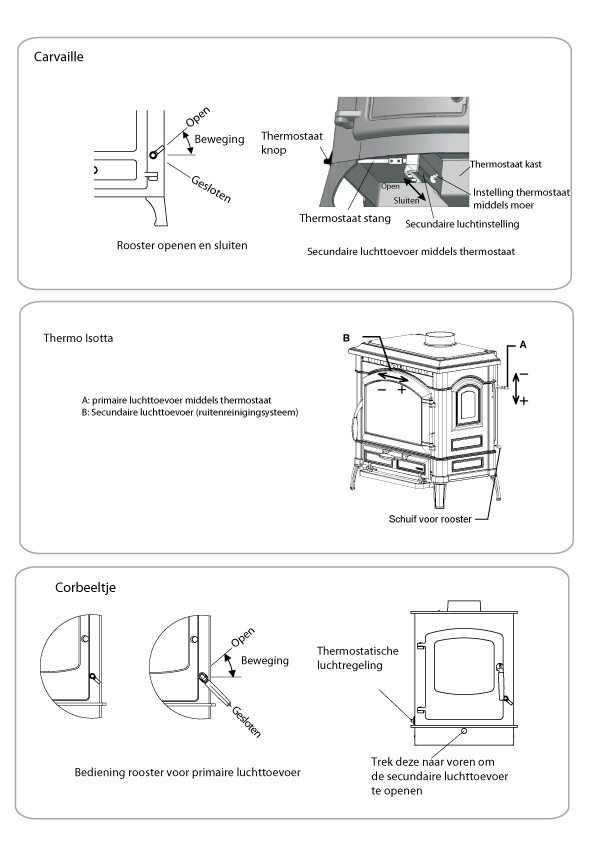 Carvaille
Open
Beweging
Gesloten
Rooster openen en sluiten
Thermostaat
knop
Thermostaat kast
Open
Sluiten
Instelling thermostaat
middels moer
Thermostaat stang
Secundaire luchtinstelling
Secundaire luchttoevoer middels thermostaat
Thermo Isotta
A: primaire luchttoevoer middels thermostaat
B: Secundaire luchttoevoer (ruitenreinigingsysteem)
B
A
–
+
–
+
Schuif voor rooster
Corbeeltje
Open
Beweging
Gesloten
Bediening rooster voor primaire luchttoevoer
Thermostatische
luchtregeling
Trek deze naar voren om
de secundaire luchttoevoer
te openen